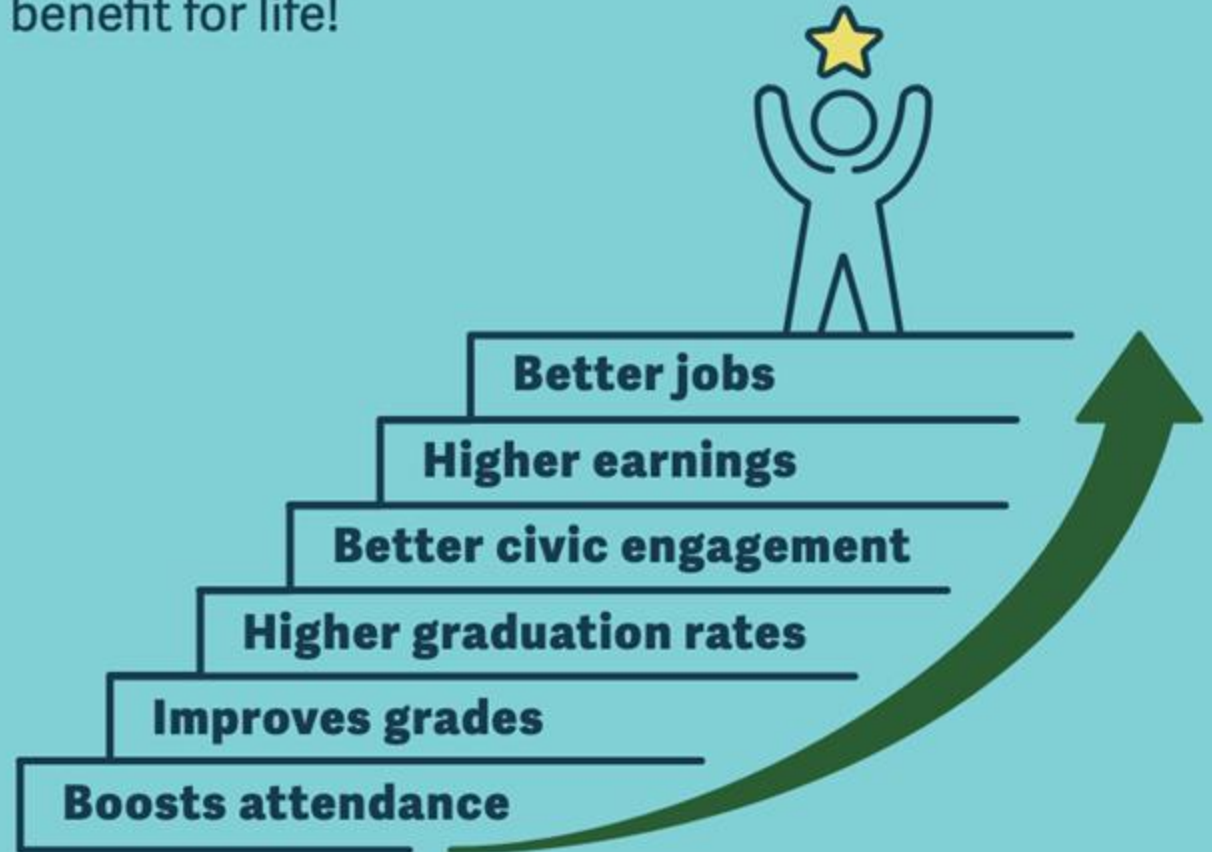 benefit for life!
Better jobs
Higher earnings
Better civic engagement
Higher graduation rates
Improves grades
Boosts attendance